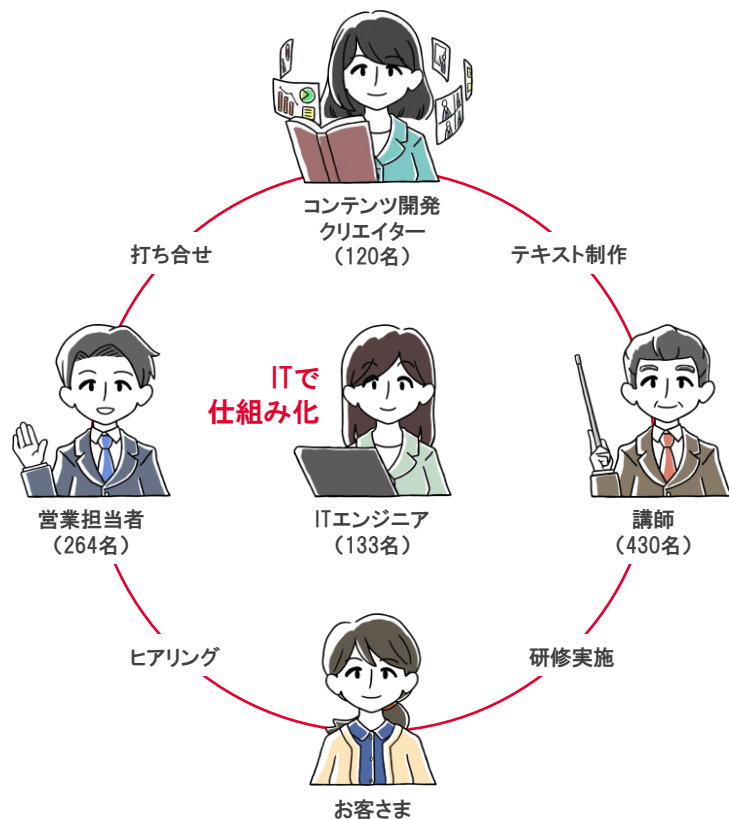 コンテンツ開発
クリエイター
(120名)
打ち合せ
テキスト制作
ITで
仕組み化
営業担当者
(264名)
ITエンジニア
(133名)
講師
(430名)
ヒアリング
研修実施
お客さま